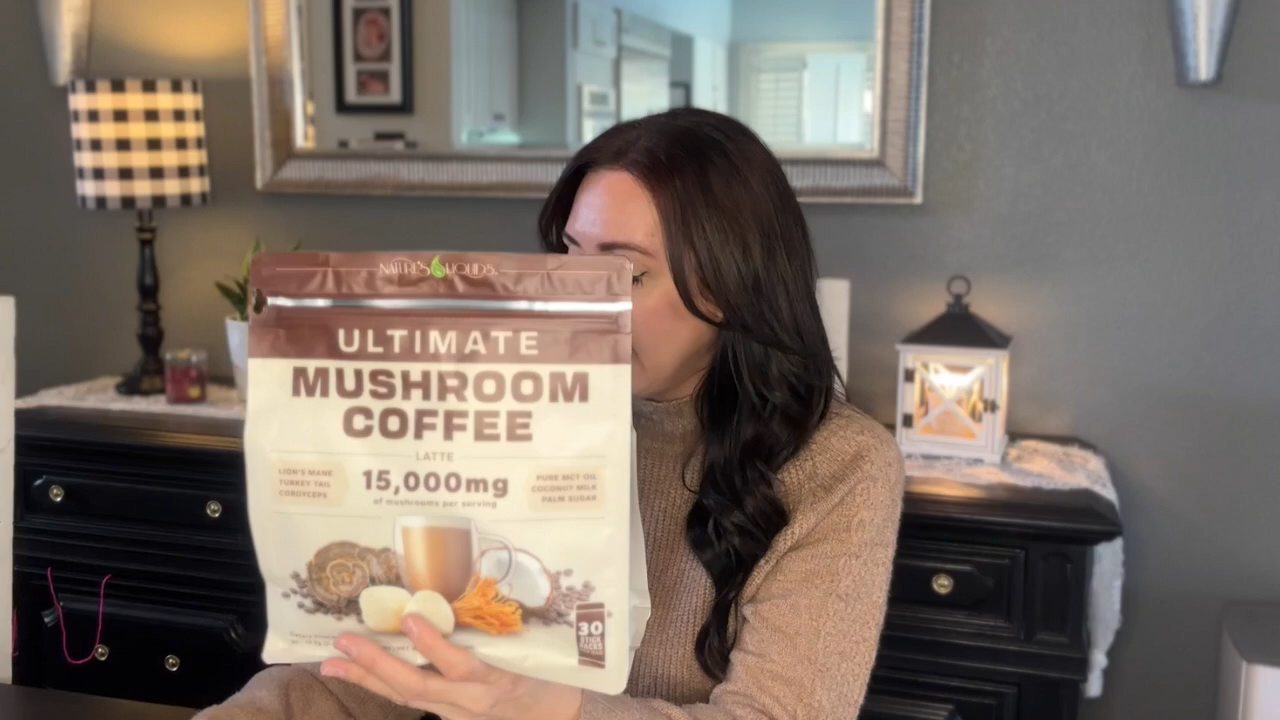 NATURE'S LIQUIDS
ULTIMATE
MUSHROOM
COFFEE
LATTE
LION'S MANE
TURKEY TAIL
CORDYCEPS
15,000mg
of mushrooms per serving
PURE MCT OIL
COCONUT MILK
PALM SUGAR
30
STICK
PACKS